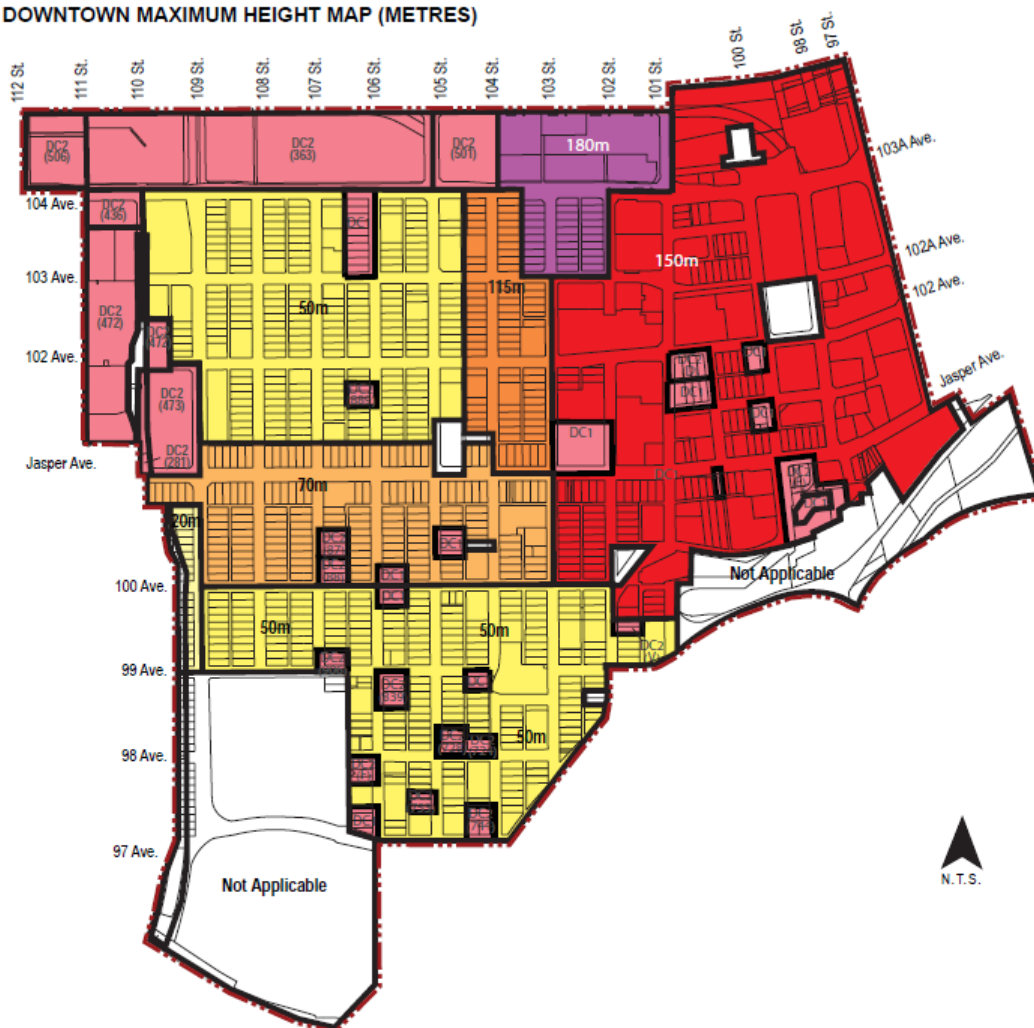 DOWNTOWN MAXIMUM HEIGHT MAP (METRES)
112 St.
111 St.
110 St.
109 St.
108 St.
107 St.
106 St.
105 St.
104 St.
103 St.
102 St.
101 St.
100 St.
98 St.
97 St.
DC2
(506)
DC2
(363)
DC2
(501)
180m
103A Ave.
104 Ave.
DC2
(436)
DC1
102A Ave.
150m
103 Ave.
50m
115m
102 Ave.
DC2
(472)
102 Ave.
DC2
(473)
DC1
Jasper Ave.
DC2
(281)
DC1
Jasper Ave.
DC1
70m
20m
Not Applicable
100 Ave.
50m
50m
DC2
99 Ave.
50m
98 Ave.
97 Ave.
Not Applicable
N.T.S.